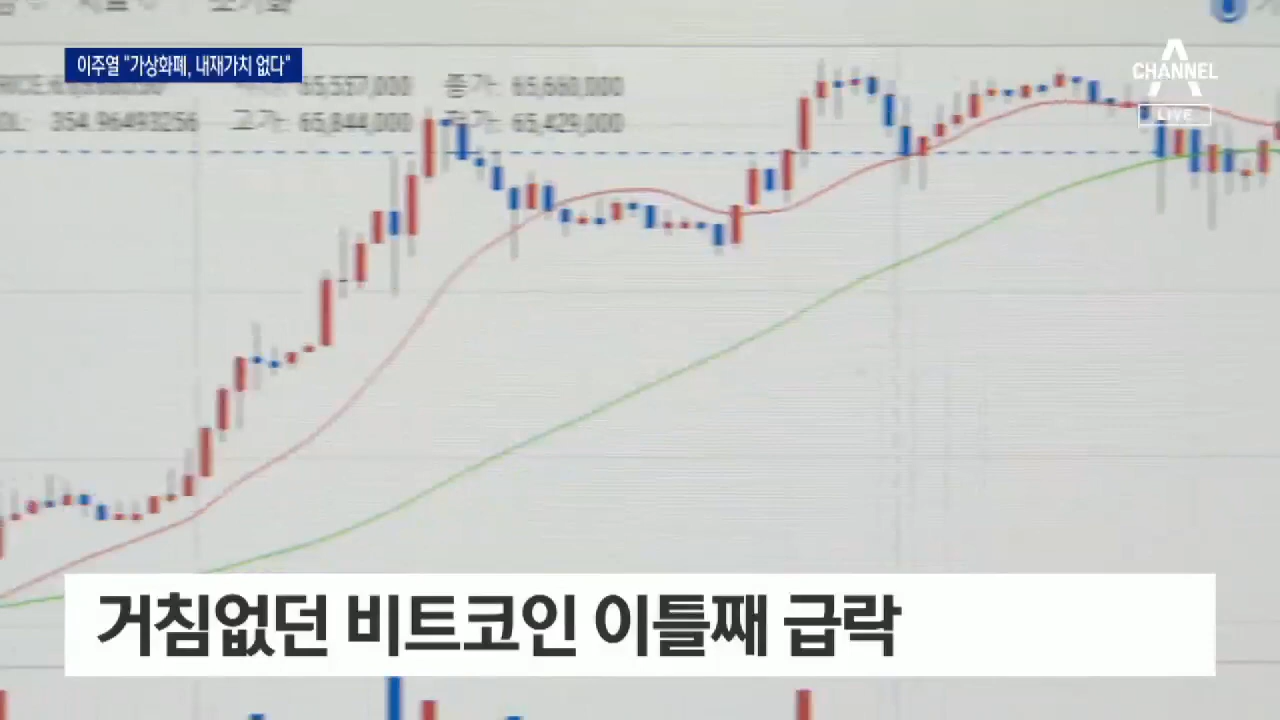 이주열 "가상화폐, 내재가치 없다"
CHANNEL
LIVE
65,557,000 종가: 65,660,000
354.96493256 고가: 65,844,000 65,429,000
거침없던 비트코인 이틀째 급락